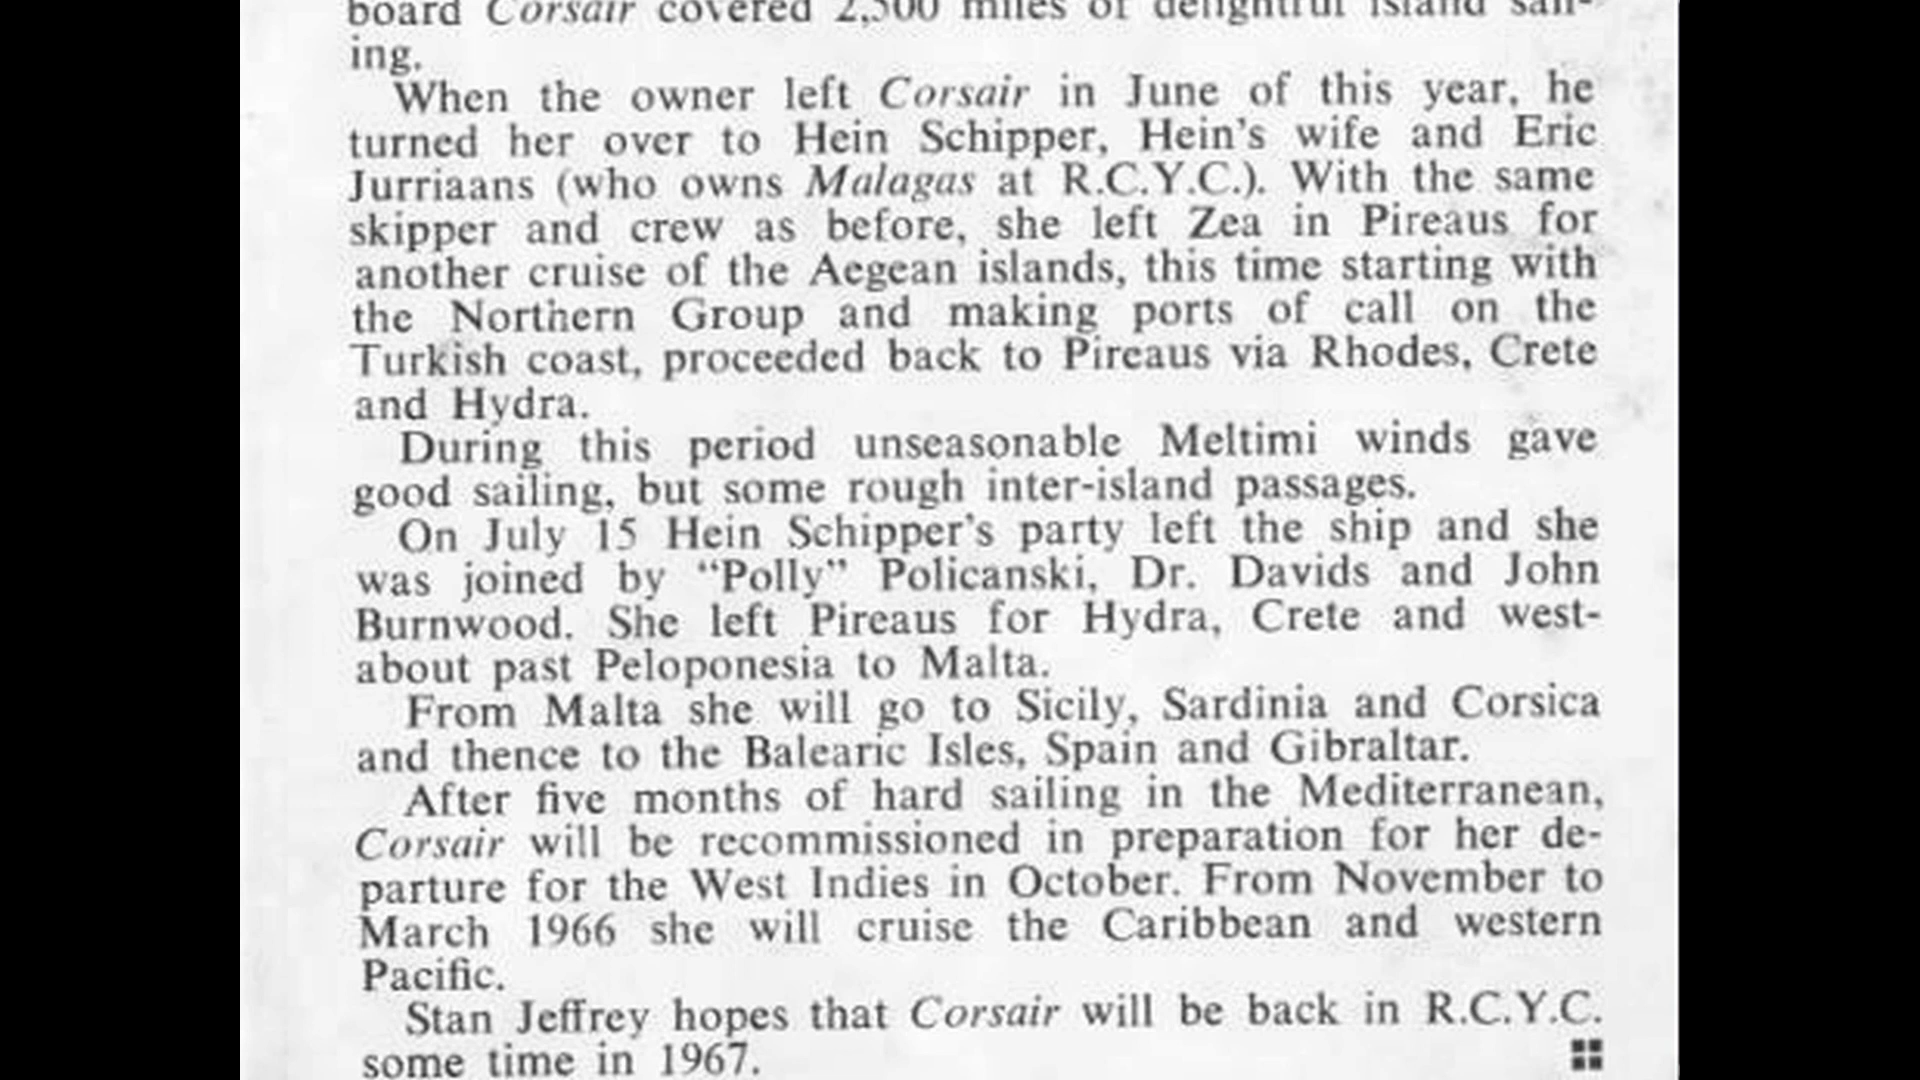 board Corsair covered 2,500 miles of delightful island sail-
ing.
When the owner left Corsair in June of this year, he
turned her over to Hein Schipper, Hein's wife and Eric
Jurriaans (who owns Malagas at R.C.Y.C.). With the same
skipper and crew as before, she left Zea in Pireaus for
another cruise of the Aegean islands, this time starting with
the Northern Group and making ports of call on the
Turkish coast, proceeded back to Pireaus via Rhodes, Crete
and Hydra.
During this period unseasonable Meltimi winds gave
good sailing, but some rough inter-island passages.
On July 15 Hein Schipper's party left the ship and she
was joined by “Polly” Policanski, Dr. Davids and John
Burnwood. She left Pireaus for Hydra, Crete and west-
about past Peloponesia to Malta.
From Malta she will go to Sicily, Sardinia and Corsica
and thence to the Balearic Isles, Spain and Gibraltar.
After five months of hard sailing in the Mediterranean,
Corsair will be recommissioned in preparation for her de-
parture for the West Indies in October. From November to
March 1966 she will cruise the Caribbean and western
Pacific.
Stan Jeffrey hopes that Corsair will be back in R.C.Y.C.
some time in 1967.